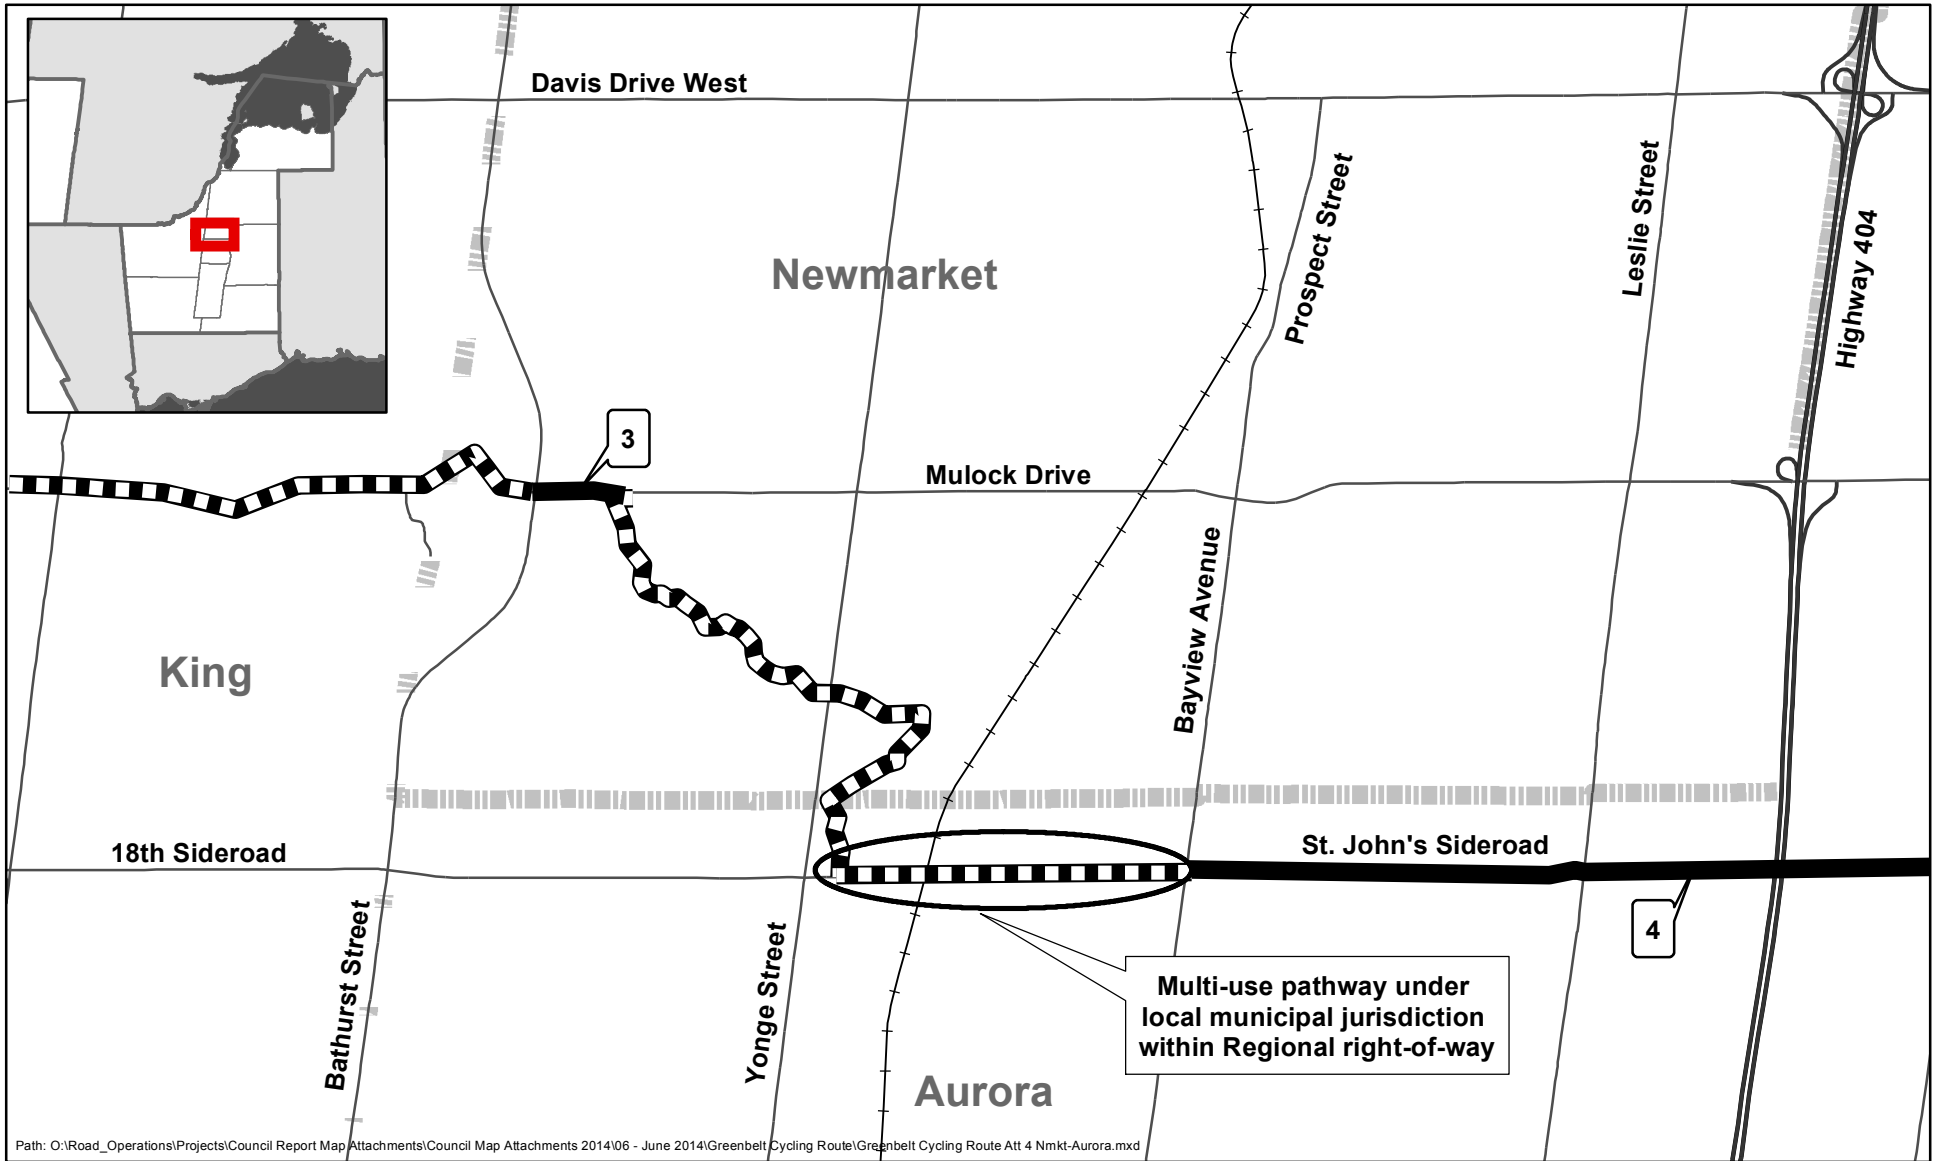 Davis Drive West
Prospect Street
Leslie Street
Highway 404
Newmarket
3
Mulock Drive
Bayview Avenue
King
18th Sideroad
St. John's Sideroad
4
Bathurst Street
Yonge Street
Multi-use pathway under
local municipal jurisdiction
within Regional right-of-way
Aurora
Path: O:\Road_Operations\Projects\Council Report Map Attachments\Council Map Attachments 2014\06 - June 2014\Greenbelt Cycling Route\Greenbelt Cycling Route Att 4 Nmkt-Aurora.mxd